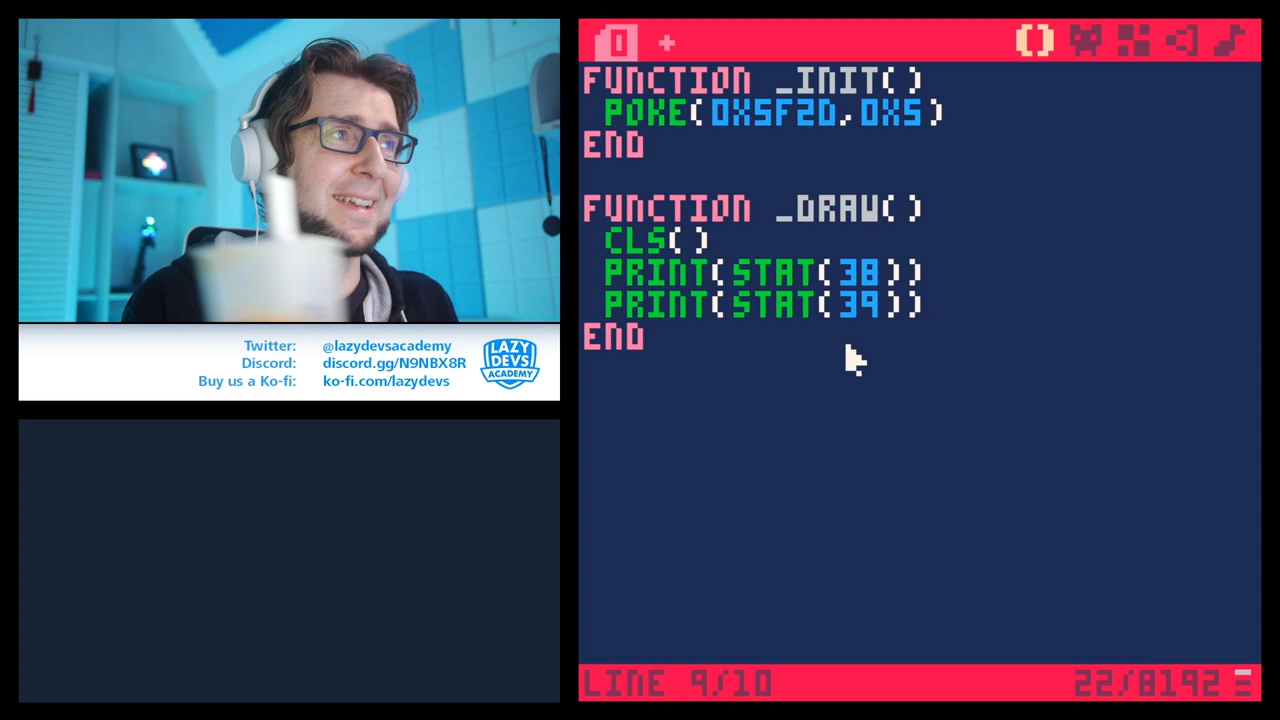 Twitter: @lazydevsacademy
Discord: discord.gg/N9NBX8R
Buy us a Ko-fi: ko-fi.com/lazydevs
LAZY
DEVS
ACADEMY
0 +
FUNCTION _INIT()
POKE(0X5F2D,0X5)
END
FUNCTION _DRAW()
CLS()
PRINT(STAT(38))
PRINT(STAT(39))
END
LINE 9/10
22/8192